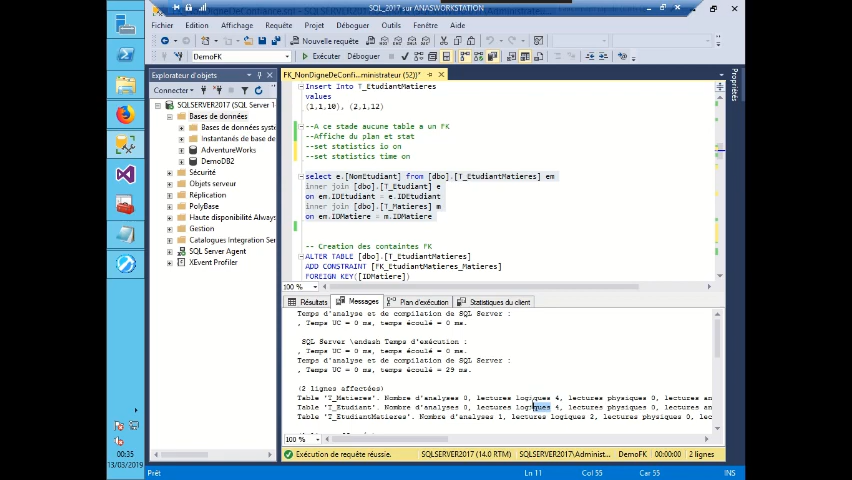 SQL_2017 sur ANASWORKSTATION
Fichier Edition Affichage Requête Projet Déboguer Outils Fenêtre Aide
Nouvelle requête
DemoFK
Exécuter Déboguer
Explorateur d'objets
FK_NonDigneDeConfi...ministrateur (52))*
Connecter
SQLSERVER2017 (SQL Server 1
Bases de données
Bases de données systè
Instantanés de base de
AdventureWorks
DemoDB2
Sécurité
Objets serveur
Réplication
PolyBase
Haute disponibilité Always
Gestion
Catalogues Integration Ser
SQL Server Agent
XEvent Profiler
Insert Into T_EtudiantMatieres
values
(1,1,10), (2,1,12)
--A ce stade aucune table a un FK
--Affiche du plan et stat
--set statistics io on
--set statistics time on
select e.[NomEtudiant] from [dbo].[T_EtudiantMatieres] em
inner join [dbo].[T_Etudiant] e
on em.IDEtudiant = e.IDEtudiant
inner join [dbo].[T_Matieres] m
on em.IDMatiere = m.IDMatiere
-- Creation des containtes FK
ALTER TABLE [dbo].[T_EtudiantMatieres]
ADD CONSTRAINT [FK_EtudiantMatieres_Matieres]
FOREIGN KEY([IDMatiere])
100 %
Résultats Messages Plan d'exécution Statistiques du client
Temps d'analyse et de compilation de SQL Server :
, Temps UC = 0 ms, temps écoulé = 0 ms.
SQL Server \endash Temps d'exécution :
, Temps UC = 0 ms, temps écoulé = 0 ms.
Temps d'analyse et de compilation de SQL Server :
, Temps UC = 0 ms, temps écoulé = 29 ms.
(2 lignes affectées)
Table 'T_Matieres'. Nombre d'analyses 0, lectures logiques 4, lectures physiques 0, lectures an
Table 'T_Etudiant'. Nombre d'analyses 0, lectures logiques 4, lectures physiques 0, lectures an
Table 'T_EtudiantMatieres'. Nombre d'analyses 1, lectures logiques 2, lectures physiques 0, lec
100 %
Exécution de requête réussie. SQLSERVER2017 (14.0 RTM) SQLSERVER2017\Administ... DemoFK 00:00:00 2 lignes
Prêt Ln 11 Col 55 Car 55 INS
Propriétés
00:35
13/03/2019